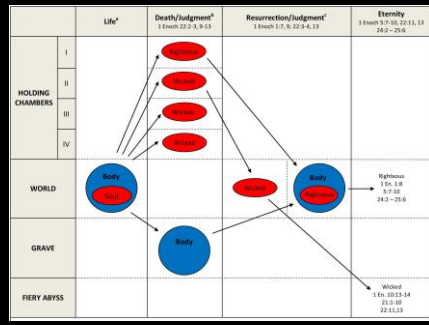 Lifeᴬ
Death/Judgmentᴮ
1 Enoch 22:2-3, 9-13
Resurrection/Judgmentᶜ
1 Enoch 1:7, 9; 22:3-4, 13
Eternity
1 Enoch 5:7-10, 22:11, 13
24:2 – 25:6
HOLDING
CHAMBERS
I
Righteous
II
Wicked
III
Wicked
IV
Wicked
WORLD
Body
Soul
Wicked
Body
Righteous
Righteous
1 En. 1:8
5:7-10
24:2 – 25:6
GRAVE
Body
FIERY ABYSS
Wicked
1 En. 10:13-14
21:1-10
22:11,13